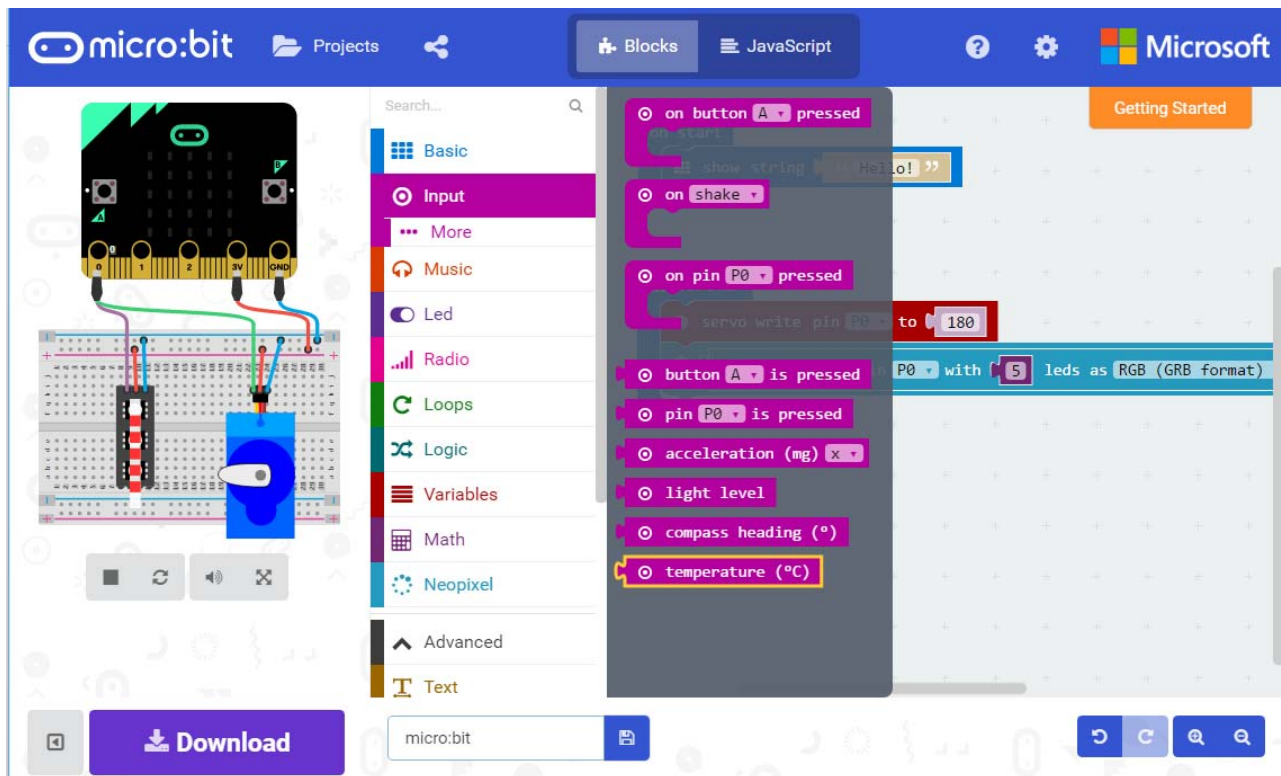 micro:bit Projects Blocks JavaScript Microsoft
Search...
Getting Started
Basic
Input
More
Music
Led
Radio
Loops
Logic
Variables
Math
Neopixel
Advanced
Text
on button A pressed
on start
show string “ Hello! ”
on shake
on pin P0 pressed
servo write pin P0 to 180
button A is pressed
P0 with 5 leds as RGB (GRB format)
pin P0 is pressed
acceleration (mg) x
light level
compass heading (º)
temperature (ºC)
B
A
0
0 1 2 3V GND
Download
micro:bit